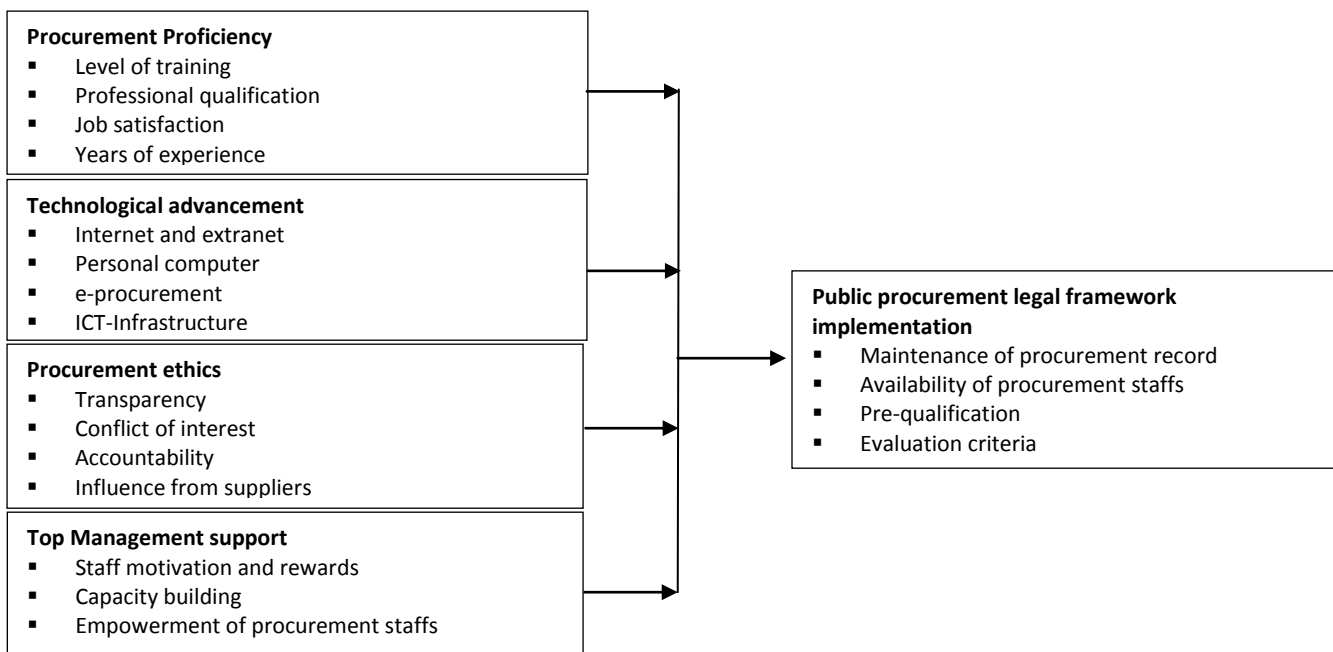 Procurement Proficiency
▪ Level of training
▪ Professional qualification
▪ Job satisfaction
▪ Years of experience
Technological advancement
▪ Internet and extranet
▪ Personal computer
▪ e-procurement
▪ ICT-Infrastructure
Procurement ethics
▪ Transparency
▪ Conflict of interest
▪ Accountability
▪ Influence from suppliers
Top Management support
▪ Staff motivation and rewards
▪ Capacity building
▪ Empowerment of procurement staffs
Public procurement legal framework
implementation
▪ Maintenance of procurement record
▪ Availability of procurement staffs
▪ Pre-qualification
▪ Evaluation criteria